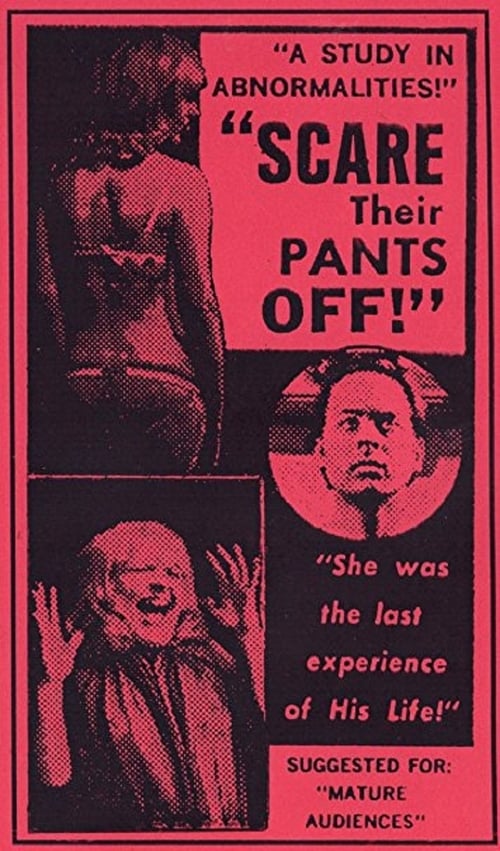 “A STUDY IN
ABNORMALITIES!”
“SCARE
Their
PANTS
OFF!”
“She was
the last
experience
of His Life!“
SUGGESTED FOR:
“MATURE
AUDIENCES”